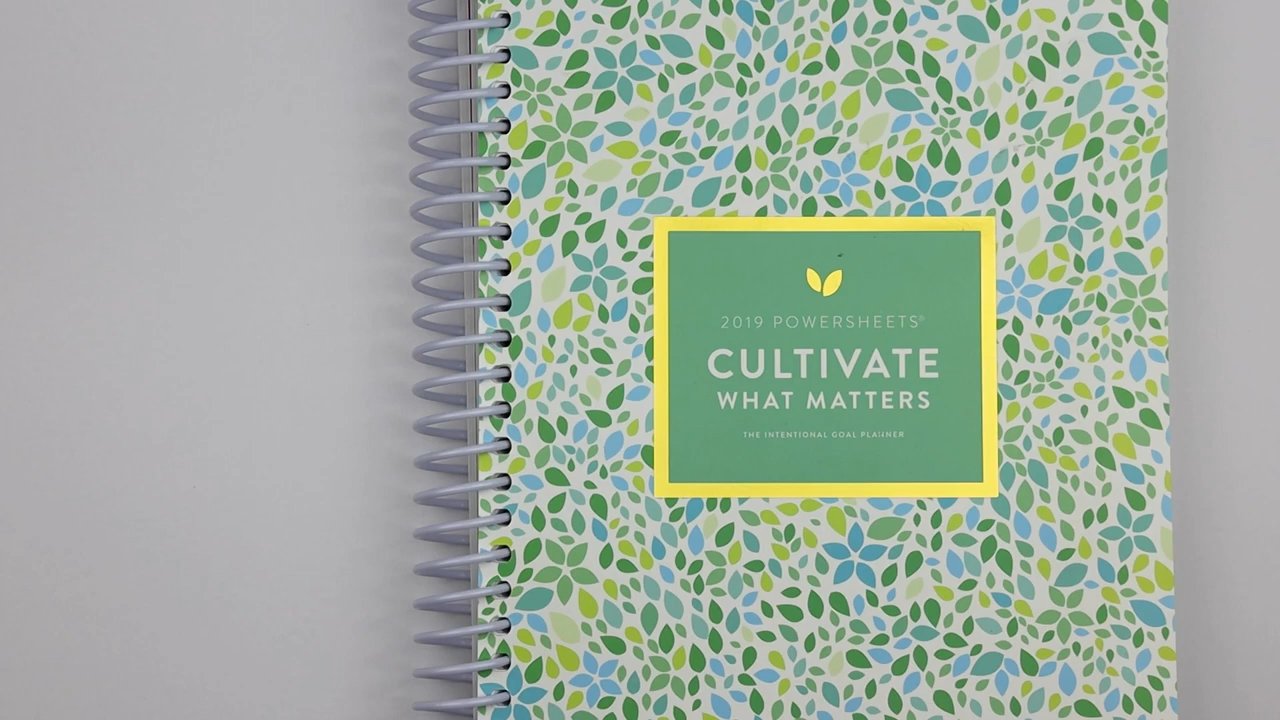 2019 POWERSHEETS®
CULTIVATE
WHAT MATTERS
THE INTENTIONAL GOAL PLANNER